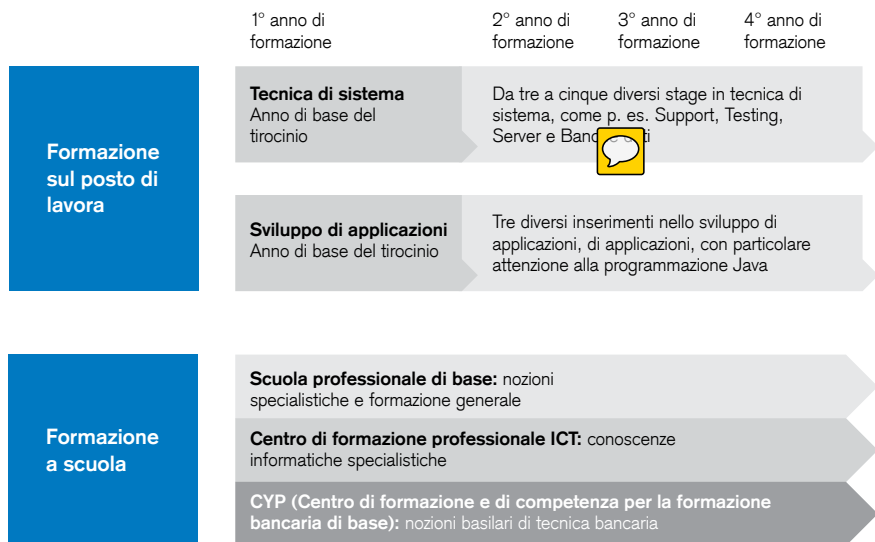 1° anno di
formazione
2° anno di
formazione
3° anno di
formazione
4° anno di
formazione
Formazione
sul posto di
lavora
Tecnica di sistema
Anno di base del
tirocinio
Da tre a cinque diversi stage in tecnica di
sistema, come p. es. Support, Testing,
Server e
Sviluppo di applicazioni
Anno di base del tirocinio
Tre diversi inserimenti nello sviluppo di
applicazioni, di applicazioni, con particolare
attenzione alla programmazione Java
Formazione
a scuola
Scuola professionale di base: nozioni
specialistiche e formazione generale
Centro di formazione professionale ICT: conoscenze
informatiche specialistiche
CYP (Centro di formazione e di competenza per la formazione
bancaria di base): nozioni basilari di tecnica bancaria